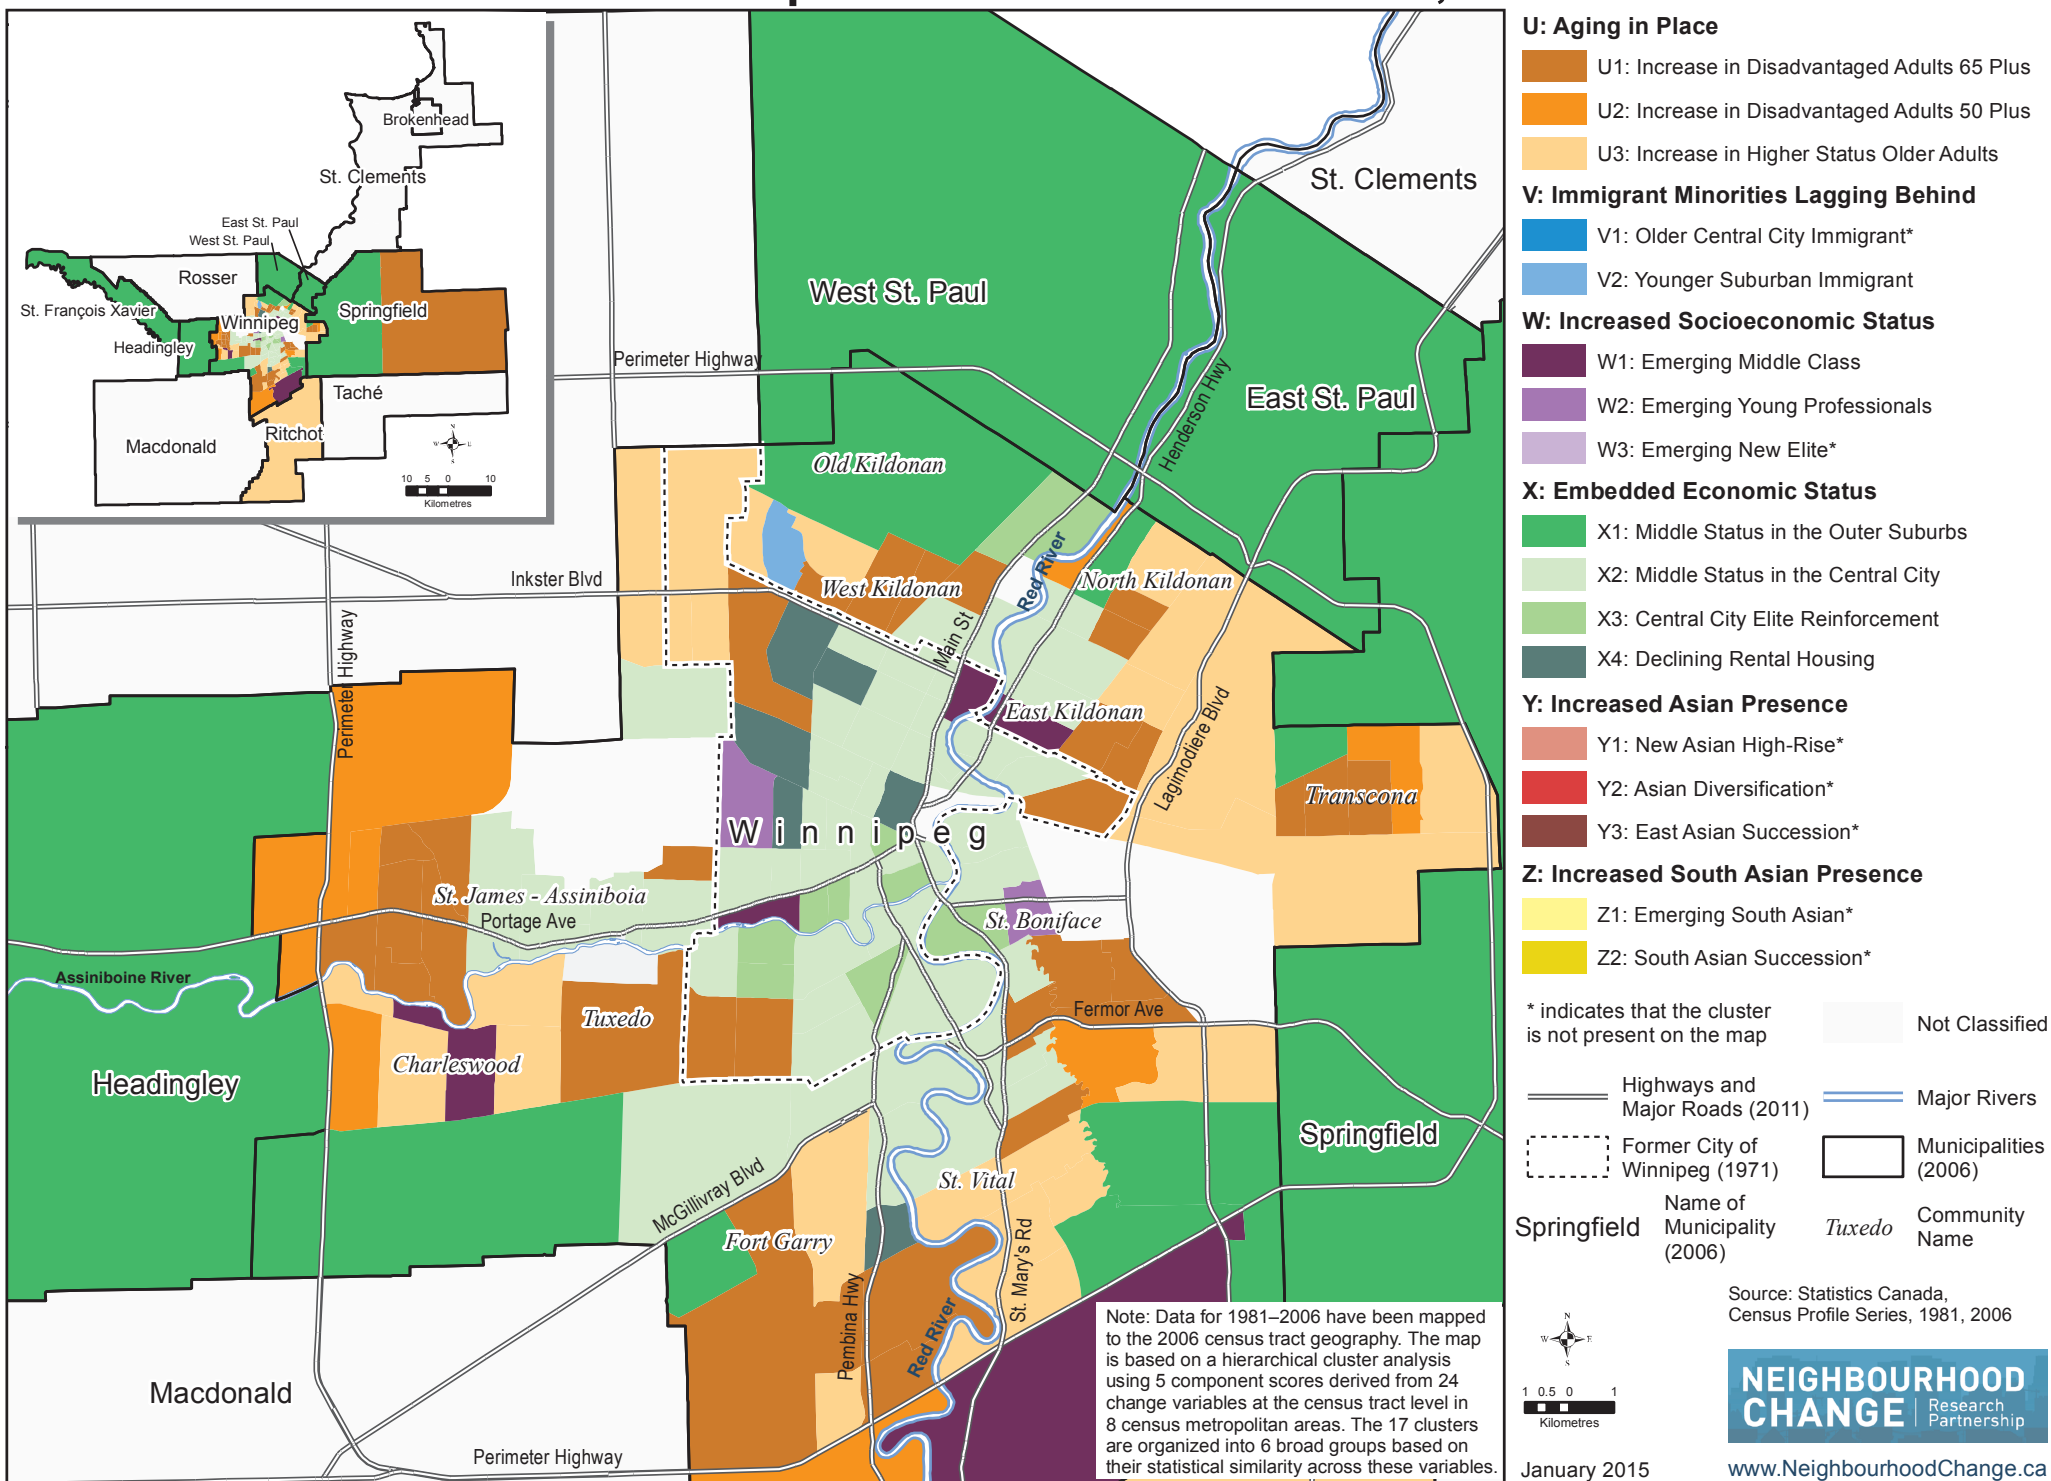 Brokenhead
St. Clements
East St. Paul
West St. Paul
Rosser
St. François Xavier
Springfield
Winnipeg
Headingley
Taché
Ritchot
Macdonald
N
W E
S
10 5 0 10
Kilometres
St. Clements
West St. Paul
Perimeter Highway
East St. Paul
Henderson Hwy
Old Kildonan
Red River
Inkster Blvd
West Kildonan
North Kildonan
Main St
Perimeter Highway
East Kildonan
Lagimodiere Blvd
Transcona
Winnipeg
St. James - Assiniboia
Portage Ave
St. Boniface
Assiniboine River
Tuxedo
Fermor Ave
Charleswood
Headingley
Springfield
McGillivray Blvd
St. Vital
Fort Garry
St. Mary's Rd
Pembina Hwy
Red River
Macdonald
Perimeter Highway
Note: Data for 1981–2006 have been mapped
to the 2006 census tract geography. The map
is based on a hierarchical cluster analysis
using 5 component scores derived from 24
change variables at the census tract level in
8 census metropolitan areas. The 17 clusters
are organized into 6 broad groups based on
their statistical similarity across these variables.
U: Aging in Place
U1: Increase in Disadvantaged Adults 65 Plus
U2: Increase in Disadvantaged Adults 50 Plus
U3: Increase in Higher Status Older Adults
V: Immigrant Minorities Lagging Behind
V1: Older Central City Immigrant*
V2: Younger Suburban Immigrant
W: Increased Socioeconomic Status
W1: Emerging Middle Class
W2: Emerging Young Professionals
W3: Emerging New Elite*
X: Embedded Economic Status
X1: Middle Status in the Outer Suburbs
X2: Middle Status in the Central City
X3: Central City Elite Reinforcement
X4: Declining Rental Housing
Y: Increased Asian Presence
Y1: New Asian High-Rise*
Y2: Asian Diversification*
Y3: East Asian Succession*
Z: Increased South Asian Presence
Z1: Emerging South Asian*
Z2: South Asian Succession*
* indicates that the cluster
is not present on the map
Not Classified
Highways and
Major Roads (2011)
Major Rivers
Former City of
Winnipeg (1971)
Municipalities
(2006)
Springfield
Name of
Municipality
(2006)
Tuxedo
Community
Name
Source: Statistics Canada,
Census Profile Series, 1981, 2006
N
W E
S
1 0.5 0 1
Kilometres
NEIGHBOURHOOD
CHANGE
Research
Partnership
January 2015
www.NeighbourhoodChange.ca